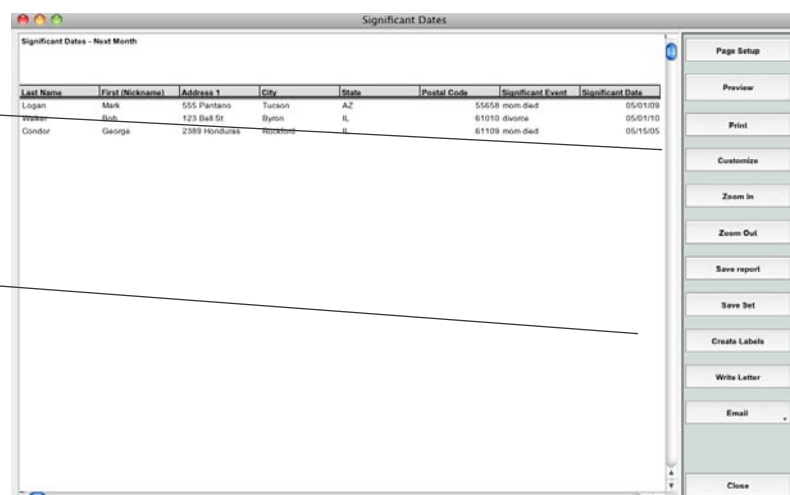 Significant Dates
Significant Dates - Next Month
Last Name First (Nickname) Address 1 City State Postal Code Significant Event Significant Date
Logan Mark 555 Pantano Tucson AZ 55658 mom died 05/01/09
Walker Bob 123 Ball St Byron IL 61010 divorce 05/01/10
Condor George 2389 Honduras Rockford IL 61109 mom died 05/15/05
Page Setup
Preview
Print
Customize
Zoom In
Zoom Out
Save report
Save Set
Create Labels
Write Letter
Email
Close